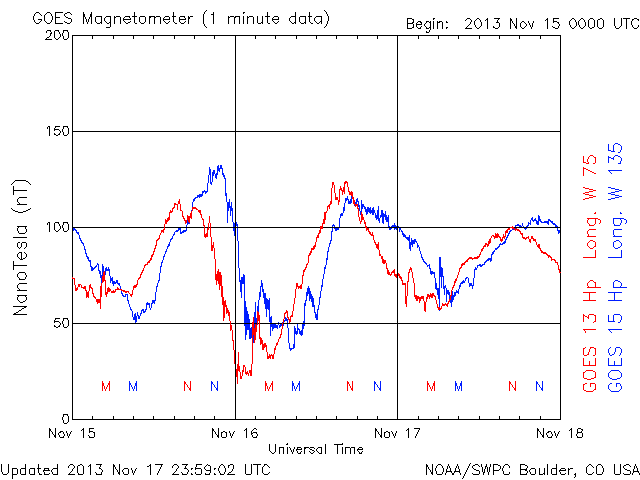 GOES Magnetometer (1 minute data)
Begin: 2013 Nov 15 0000 UTC
200
150
100
50
0
NanoTesla (nT)
M M N N M M N N M M N N
Nov 15 Nov 16 Nov 17 Nov 18
Universal Time
GOES 13 Hp Long. W 75
GOES 15 Hp Long. W 135
Updated 2013 Nov 17 23:59:02 UTC
NOAA/SWPC Boulder, CO USA